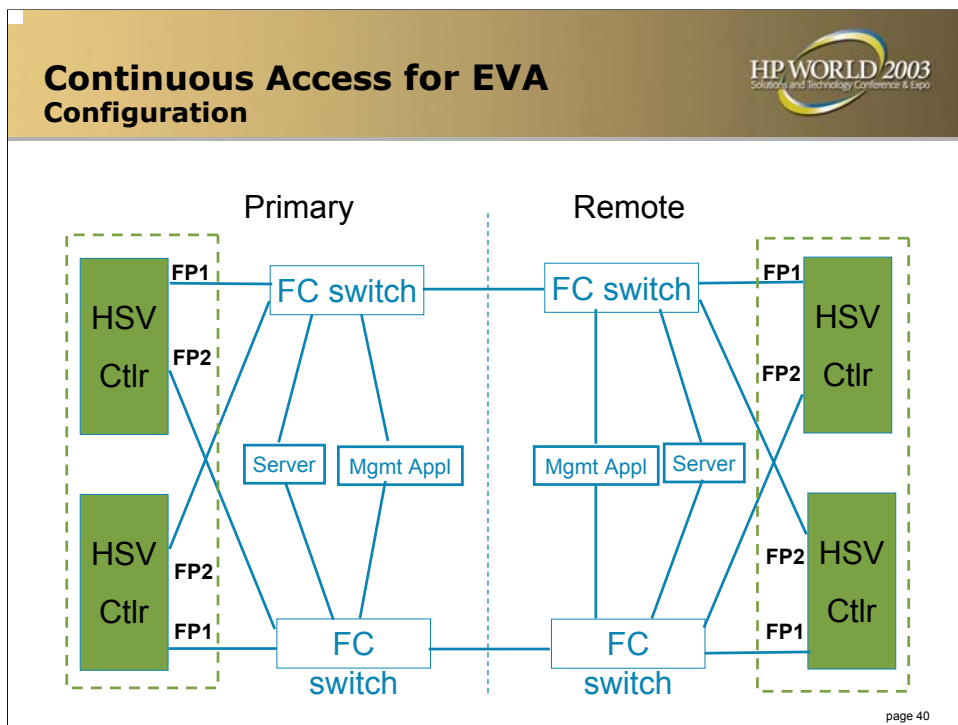 Continuous Access for EVA
Configuration
HP WORLD 2003
Solutions and Technology Conference & Expo
Primary
Remote
FP1
FC switch
FC switch
FP1
HSV
Ctlr
FP2
HSV
Ctlr
FP2
Server
Mgmt Appl
Mgmt Appl
Server
HSV
Ctlr
FP2
FP1
HSV
Ctlr
FP2
FP1
FC
switch
FC
switch
page 40